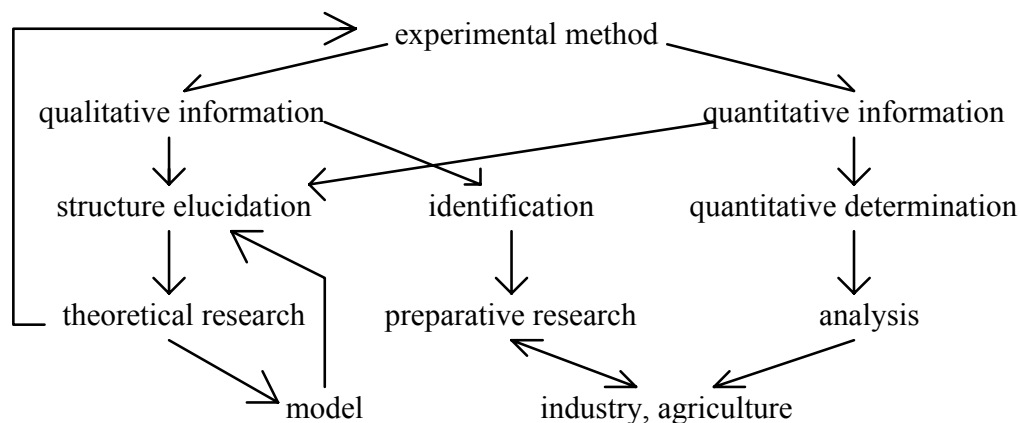 experimental method
qualitative information quantitative information
structure elucidation identification quantitative determination
theoretical research preparative research analysis
model industry, agriculture